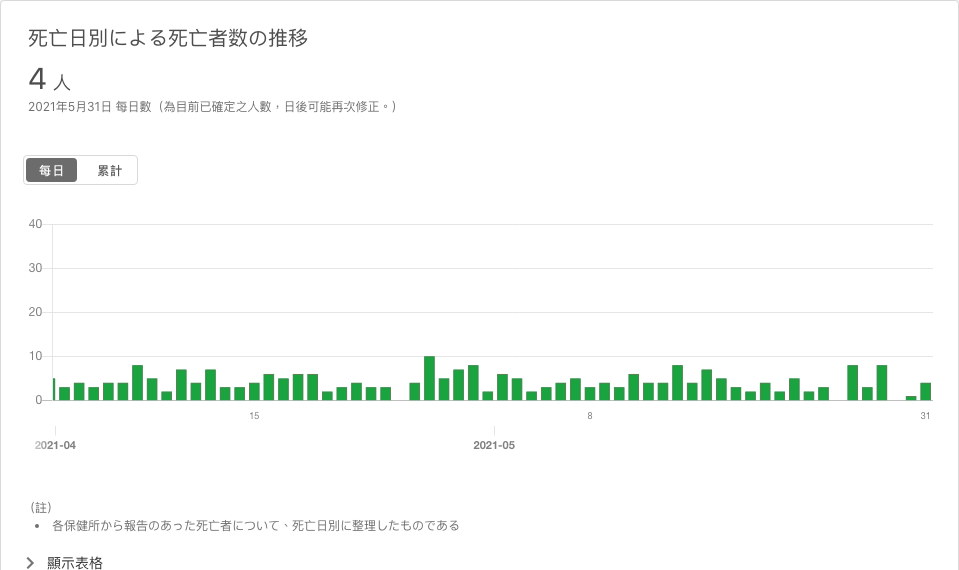 死亡日別による死亡者数の推移
4 人
2021年5月31日 每日數（為目前已確定之人數，日後可能再次修正。）
每日 累計
40
30
20
10
0
15 8 31
2021-04 2021-05
（註）
• 各保健所から報告のあった死亡者について、死亡日別に整理したものである
顯示表格